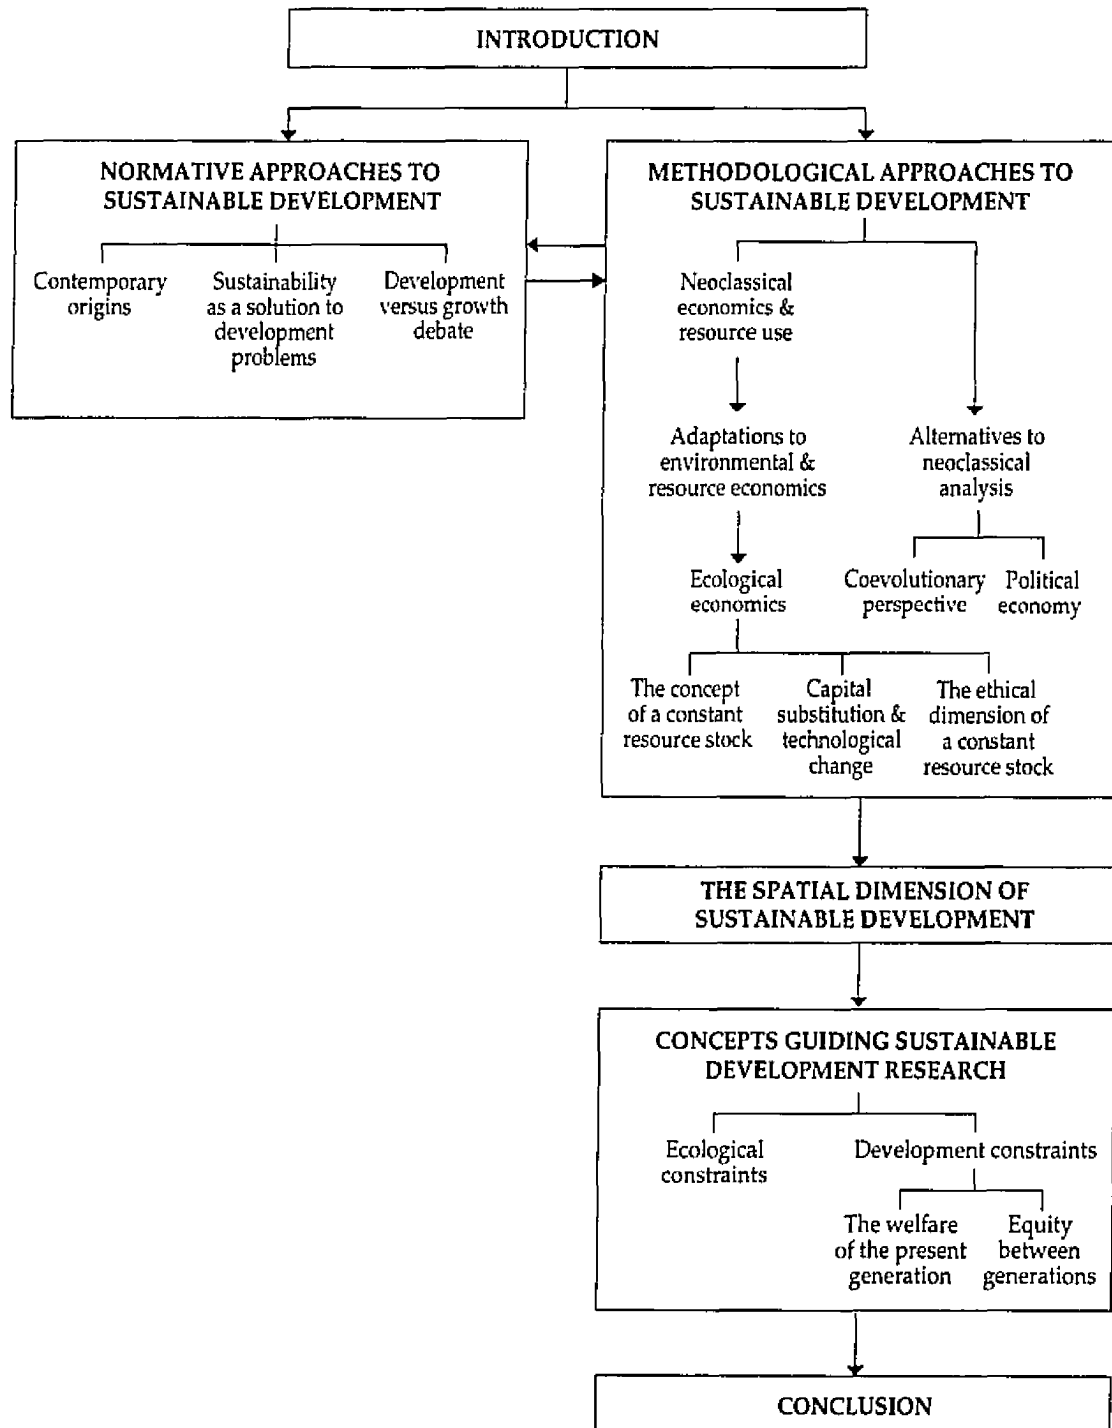 INTRODUCTION
NORMATIVE APPROACHES TO
SUSTAINABLE DEVELOPMENT
Contemporary
origins
Sustainability
as a solution to
development
problems
Development
versus growth
debate
METHODOLOGICAL APPROACHES TO
SUSTAINABLE DEVELOPMENT
Neoclassical
economics &
resource use
Adaptations to
environmental &
resource economics
Ecological
economics
The concept
of a constant
resource stock
Capital
substitution &
technological
change
The ethical
dimension of
a constant
resource stock
Alternatives to
neoclassical
analysis
Coevolutionary
perspective
Political
economy
THE SPATIAL DIMENSION OF
SUSTAINABLE DEVELOPMENT
CONCEPTS GUIDING SUSTAINABLE
DEVELOPMENT RESEARCH
Ecological
constraints
Development constraints
The welfare
of the present
generation
Equity
between
generations
CONCLUSION